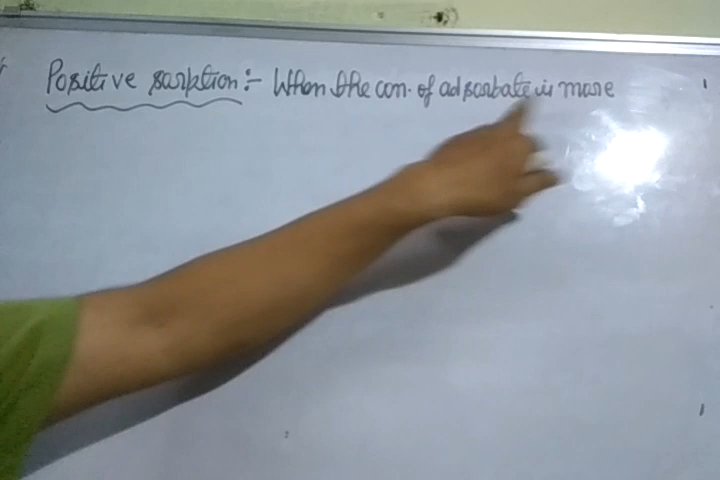 Positive sorption :- When the con. of adsorbate is more